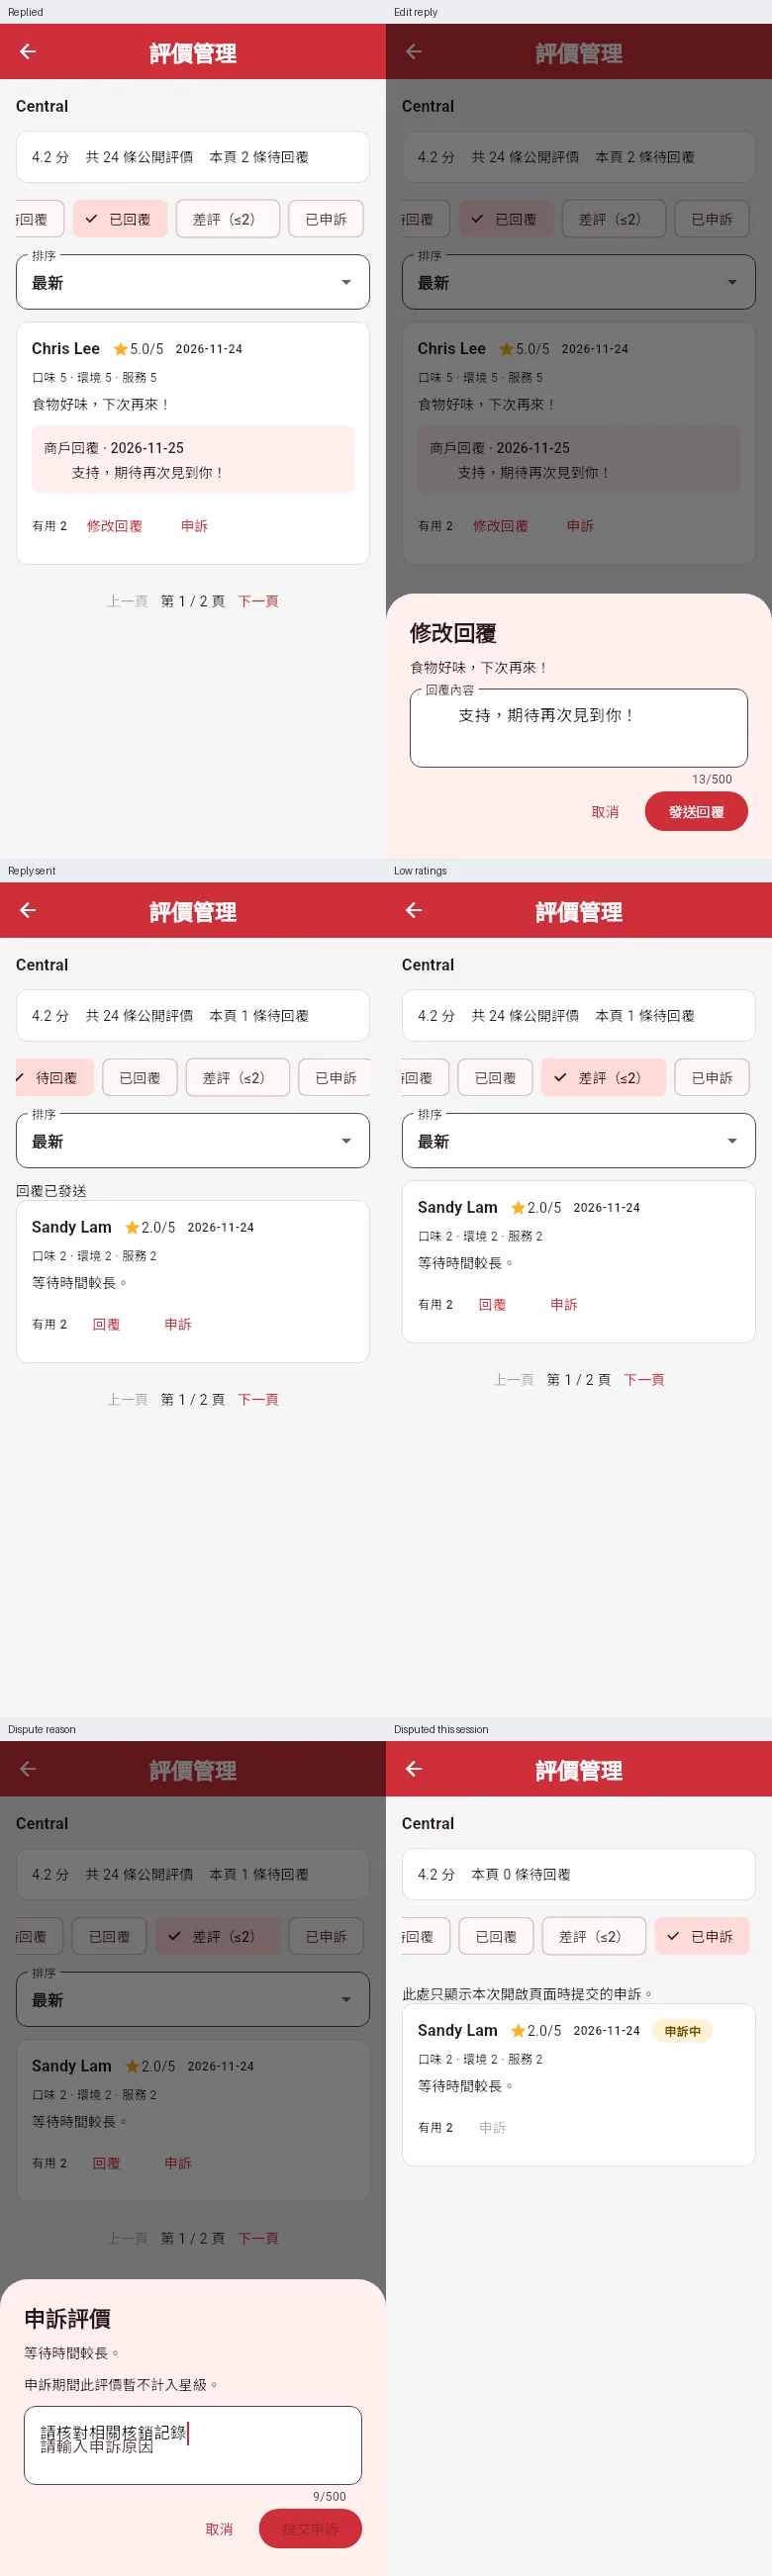 Replied
評價管理
Central
4.2 分 共 24 條公開評價 本頁 2 條待回覆
待回覆 已回覆 差評（≤2） 已申訴
排序
最新
Chris Lee 5.0/5 2026-11-24
口味 5 · 環境 5 · 服務 5
食物好味，下次再來！
商戶回覆 · 2026-11-25
支持，期待再次見到你！
有用 2 修改回覆 申訴
上一頁 第 1 / 2 頁 下一頁
Edit reply
評價管理
Central
4.2 分 共 24 條公開評價 本頁 2 條待回覆
待回覆 已回覆 差評（≤2） 已申訴
排序
最新
Chris Lee 5.0/5 2026-11-24
口味 5 · 環境 5 · 服務 5
食物好味，下次再來！
商戶回覆 · 2026-11-25
支持，期待再次見到你！
有用 2 修改回覆 申訴
修改回覆
食物好味，下次再來！
回覆內容
支持，期待再次見到你！
13/500
取消 發送回覆
Reply sent
評價管理
Central
4.2 分 共 24 條公開評價 本頁 1 條待回覆
待回覆 已回覆 差評（≤2） 已申訴
排序
最新
回覆已發送
Sandy Lam 2.0/5 2026-11-24
口味 2 · 環境 2 · 服務 2
等待時間較長。
有用 2 回覆 申訴
上一頁 第 1 / 2 頁 下一頁
Low ratings
評價管理
Central
4.2 分 共 24 條公開評價 本頁 1 條待回覆
待回覆 已回覆 差評（≤2） 已申訴
排序
最新
Sandy Lam 2.0/5 2026-11-24
口味 2 · 環境 2 · 服務 2
等待時間較長。
有用 2 回覆 申訴
上一頁 第 1 / 2 頁 下一頁
Dispute reason
評價管理
Central
4.2 分 共 24 條公開評價 本頁 1 條待回覆
待回覆 已回覆 差評（≤2） 已申訴
排序
最新
Sandy Lam 2.0/5 2026-11-24
口味 2 · 環境 2 · 服務 2
等待時間較長。
有用 2 回覆 申訴
上一頁 第 1 / 2 頁 下一頁
申訴評價
等待時間較長。
申訴期間此評價暫不計入星級。
請核對相關核銷記錄
請輸入申訴原因
9/500
取消 提交申訴
Disputed this session
評價管理
Central
4.2 分 本頁 0 條待回覆
待回覆 已回覆 差評（≤2） 已申訴
此處只顯示本次開啟頁面時提交的申訴。
Sandy Lam 2.0/5 2026-11-24 申訴中
口味 2 · 環境 2 · 服務 2
等待時間較長。
有用 2 申訴